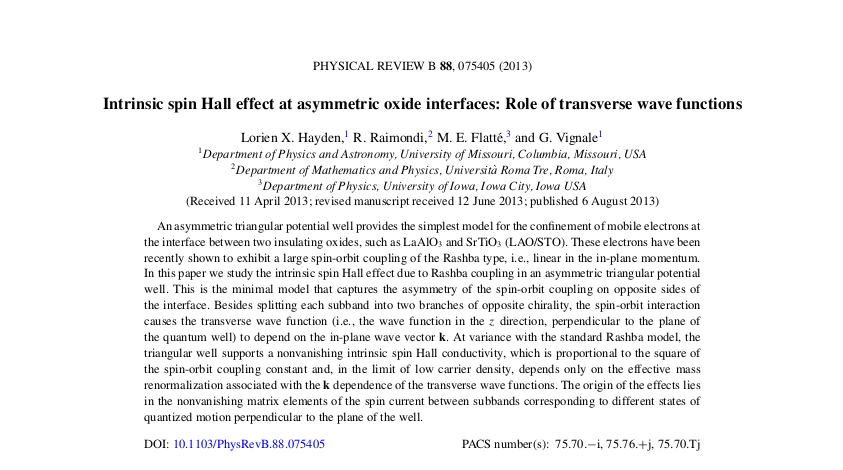 PHYSICAL REVIEW B 88, 075405 (2013)
Intrinsic spin Hall effect at asymmetric oxide interfaces: Role of transverse wave functions
Lorien X. Hayden,1 R. Raimondi,2 M. E. Flatté,3 and G. Vignale1
1Department of Physics and Astronomy, University of Missouri, Columbia, Missouri, USA
2Department of Mathematics and Physics, Università Roma Tre, Roma, Italy
3Department of Physics, University of Iowa, Iowa City, Iowa USA
(Received 11 April 2013; revised manuscript received 12 June 2013; published 6 August 2013)
An asymmetric triangular potential well provides the simplest model for the confinement of mobile electrons at
the interface between two insulating oxides, such as LaAlO3 and SrTiO3 (LAO/STO). These electrons have been
recently shown to exhibit a large spin-orbit coupling of the Rashba type, i.e., linear in the in-plane momentum.
In this paper we study the intrinsic spin Hall effect due to Rashba coupling in an asymmetric triangular potential
well. This is the minimal model that captures the asymmetry of the spin-orbit coupling on opposite sides of
the interface. Besides splitting each subband into two branches of opposite chirality, the spin-orbit interaction
causes the transverse wave function (i.e., the wave function in the z direction, perpendicular to the plane of
the quantum well) to depend on the in-plane wave vector k. At variance with the standard Rashba model, the
triangular well supports a nonvanishing intrinsic spin Hall conductivity, which is proportional to the square of
the spin-orbit coupling constant and, in the limit of low carrier density, depends only on the effective mass
renormalization associated with the k dependence of the transverse wave functions. The origin of the effects lies
in the nonvanishing matrix elements of the spin current between subbands corresponding to different states of
quantized motion perpendicular to the plane of the well.
DOI: 10.1103/PhysRevB.88.075405 PACS number(s): 75.70.−i, 75.76.+j, 75.70.Tj